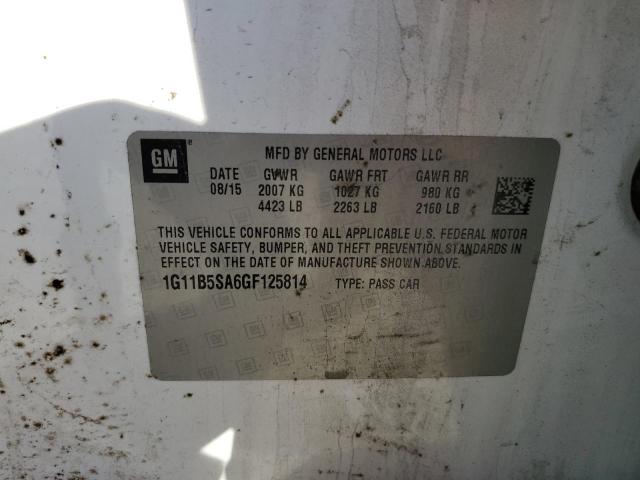 GM
MFD BY GENERAL MOTORS LLC
DATE GVWR GAWR FRT GAWR RR
08/15 2007 KG 1027 KG 980 KG
4423 LB 2263 LB 2160 LB
THIS VEHICLE CONFORMS TO ALL APPLICABLE U.S. FEDERAL MOTOR
VEHICLE SAFETY, BUMPER, AND THEFT PREVENTION STANDARDS IN
EFFECT ON THE DATE OF MANUFACTURE SHOWN ABOVE.
1G11B5SA6GF125814 TYPE: PASS CAR